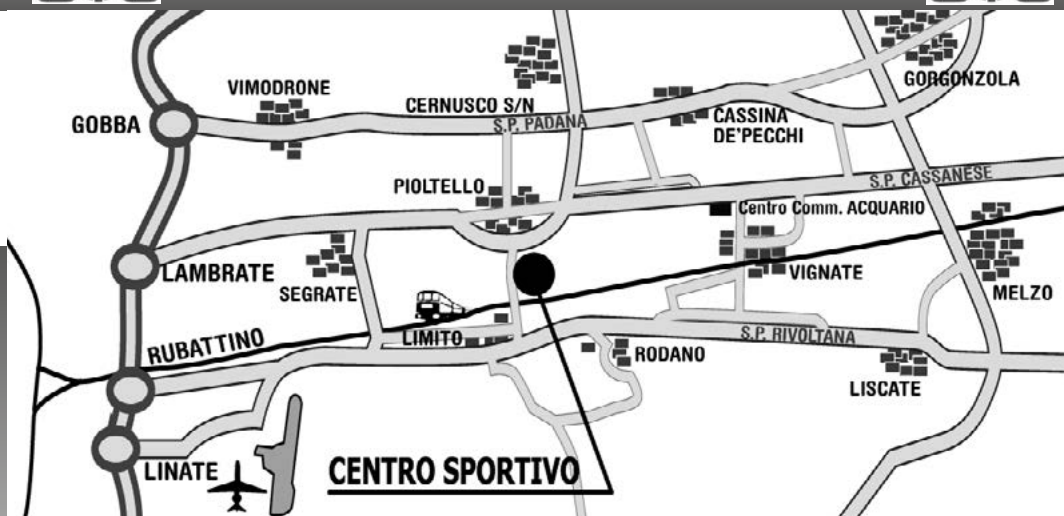 GORGONZOLA
VIMODRONE
CERNUSCO S/N
GOBBA
S.P. PADANA
CASSINA
DE'PECCHI
S.P. CASSANESE
PIOLTELLO
Centro Comm. ACQUARIO
LAMBRATE
VIGNATE
SEGRATE
MELZO
RUBATTINO
LIMITO
S.P. RIVOLTANA
RODANO
LISCATE
LINATE
CENTRO SPORTIVO